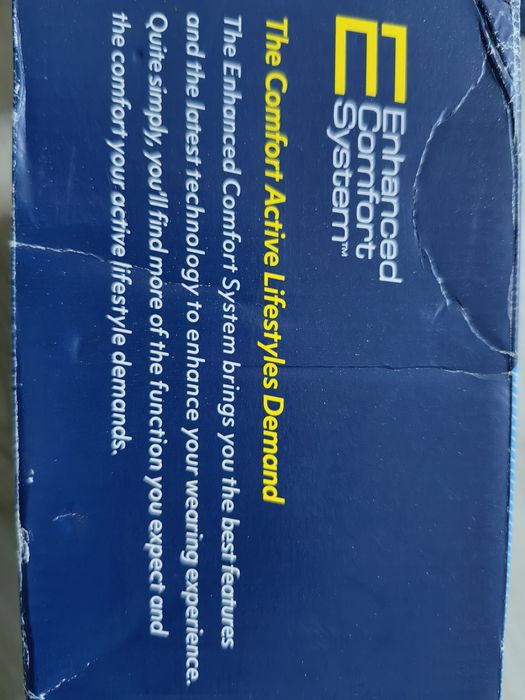 Enhanced
Comfort
System™
The Comfort Active Lifestyles Demand
The Enhanced Comfort System brings you the best features
and the latest technology to enhance your wearing experience.
Quite simply, you'll find more of the function you expect and
the comfort your active lifestyle demands.